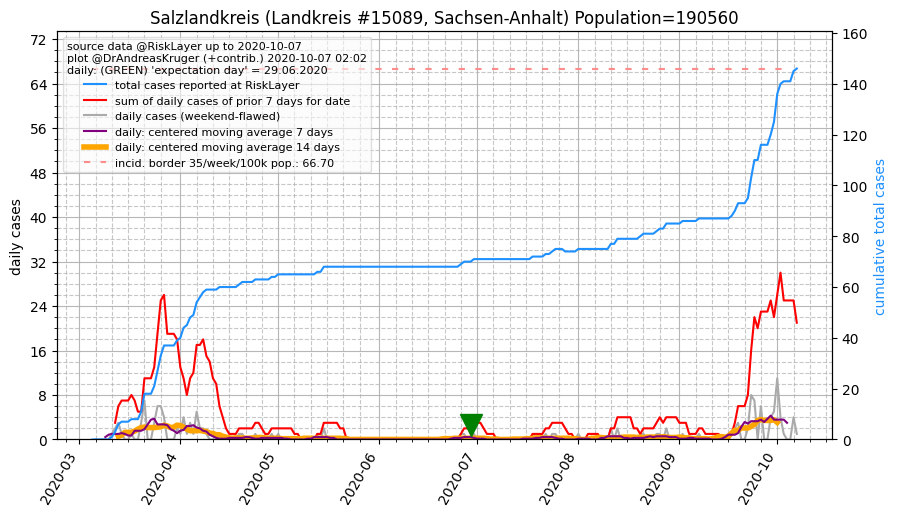 Salzlandkreis (Landkreis #15089, Sachsen-Anhalt) Population=190560
source data @RiskLayer up to 2020-10-07
plot @DrAndreasKruger (+contrib.) 2020-10-07 02:02
daily: (GREEN) 'expectation day' = 29.06.2020
total cases reported at RiskLayer
sum of daily cases of prior 7 days for date
daily cases (weekend-flawed)
daily: centered moving average 7 days
daily: centered moving average 14 days
incid. border 35/week/100k pop.: 66.70
daily cases
72
64
56
48
40
32
24
16
8
0
cumulative total cases
160
140
120
100
80
60
40
20
0
2020-03
2020-04
2020-05
2020-06
2020-07
2020-08
2020-09
2020-10